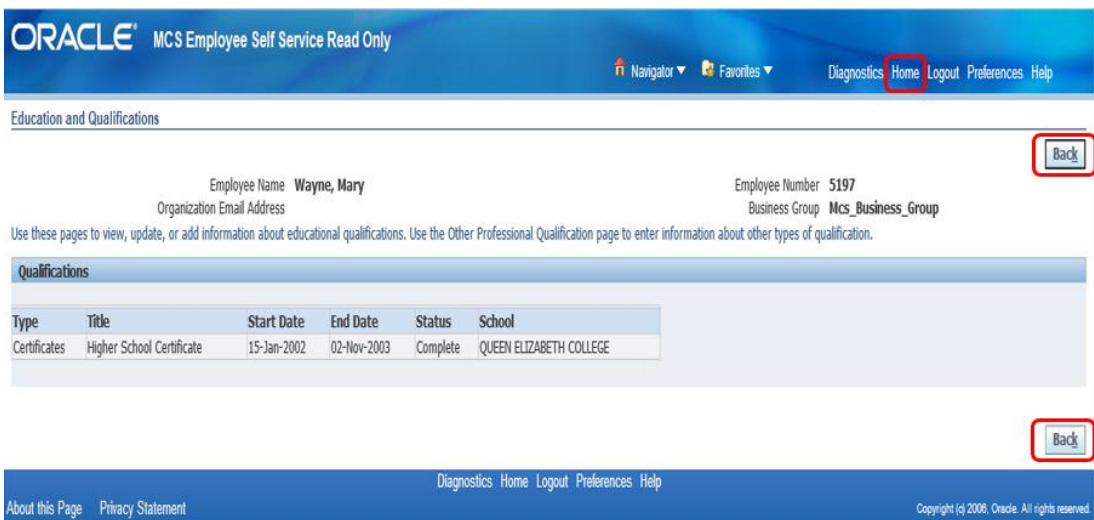 ORACLE® MCS Employee Self Service Read Only
Navigator Favorites Diagnostics Home Logout Preferences Help
Education and Qualifications
Back
Employee Name Wayne, Mary Employee Number 5197
Organization Email Address Business Group Mcs_Business_Group
Use these pages to view, update, or add information about educational qualifications. Use the Other Professional Qualification page to enter information about other types of qualification.
Qualifications
Type Title Start Date End Date Status School
Certificates Higher School Certificate 15-Jan-2002 02-Nov-2003 Complete QUEEN ELIZABETH COLLEGE
Back
Diagnostics Home Logout Preferences Help
About this Page Privacy Statement Copyright (c) 2006, Oracle. All rights reserved.